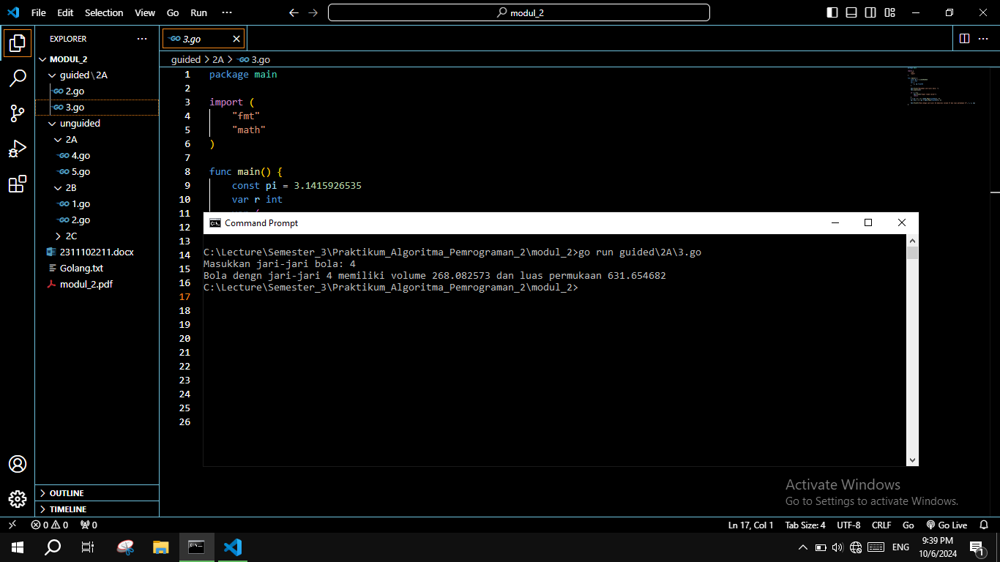 File Edit Selection View Go Run ··· modul_2
EXPLORER ···
MODUL_2
guided\2A
2.go
3.go
unguided
2A
4.go
5.go
2B
1.go
2.go
2C
2311102211.docx
Golang.txt
modul_2.pdf
OUTLINE
TIMELINE
GO 3.go
guided > 2A > GO 3.go
1 package main
2
3 import (
4 "fmt"
5 "math"
6 )
7
8 func main() {
9 const pi = 3.1415926535
10 var r int
11
12
13
14
15
16
17
18
19
20
21
22
23
24
25
26
Command Prompt
C:\Lecture\Semester_3\Praktikum_Algoritma_Pemrograman_2\modul_2>go run guided\2A\3.go
Masukkan jari-jari bola: 4
Bola dengn jari-jari 4 memiliki volume 268.082573 dan luas permukaan 631.654682
C:\Lecture\Semester_3\Praktikum_Algoritma_Pemrograman_2\modul_2>
Activate Windows
Go to Settings to activate Windows.
0 0 0 Ln 17, Col 1 Tab Size: 4 UTF-8 CRLF Go Go Live
ENG 9:39 PM
10/6/2024
1